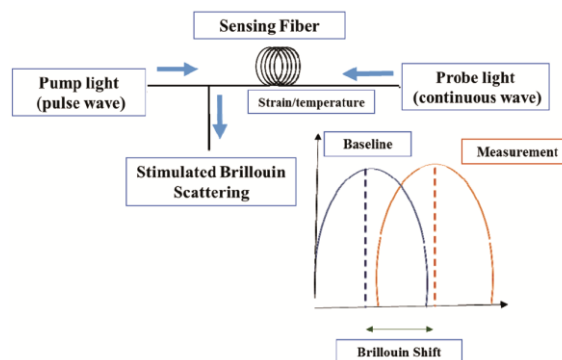 Sensing Fiber
Pump light
(pulse wave)
Probe light
(continuous wave)
Strain/temperature
Stimulated Brillouin
Scattering
Baseline
Measurement
Brillouin Shift